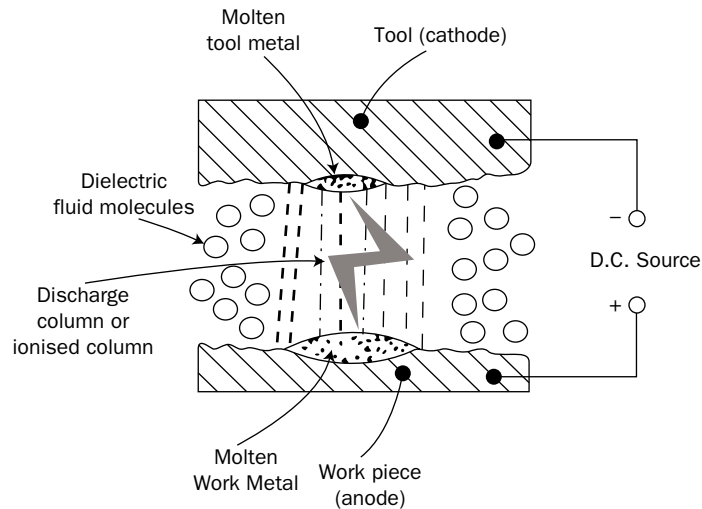 Molten
tool metal
Tool (cathode)
Dielectric
fluid molecules
–
D.C. Source
+
Discharge
column or
ionised column
Molten
Work Metal
Work piece
(anode)